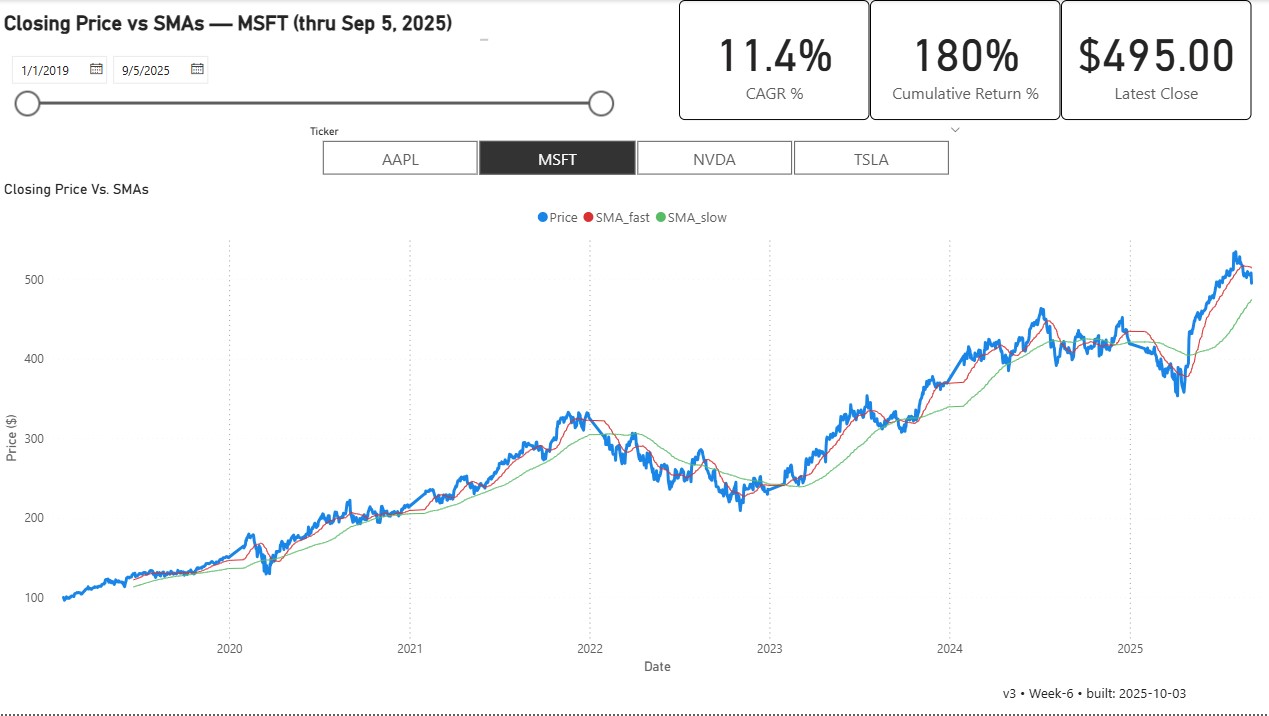 Closing Price vs SMAs — MSFT (thru Sep 5, 2025)
1/1/2019 9/5/2025
11.4%
CAGR %
180%
Cumulative Return %
$495.00
Latest Close
Ticker
AAPL MSFT NVDA TSLA
Closing Price Vs. SMAs
Price SMA_fast SMA_slow
Price ($)
500
400
300
200
100
2020 2021 2022 2023 2024 2025
Date
v3 • Week-6 • built: 2025-10-03